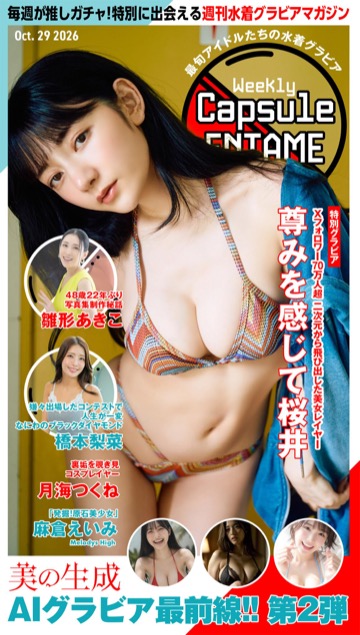 毎週が推しガチャ!特別に出会える週刊水着グラビアマガジン
Oct. 29 2026
最旬アイドルたちの水着グラビア
Weekly
Capsule
ENTAME
特別グラビア
Xフォロワー70万人超 二次元から飛び出した美女レイヤー
尊みを感じて桜井
48歳22年ぶり
写真集制作秘話
雛形あきこ
嫌々出場したコンテストで
人生が一変
なにわのブラックダイヤモンド
橋本梨菜
裏垢を覗き見
コスプレイヤー
月海つくね
「発掘!原石美少女」
麻倉えいみ
Melodys High
美の生成
AIグラビア最前線!! 第2弾